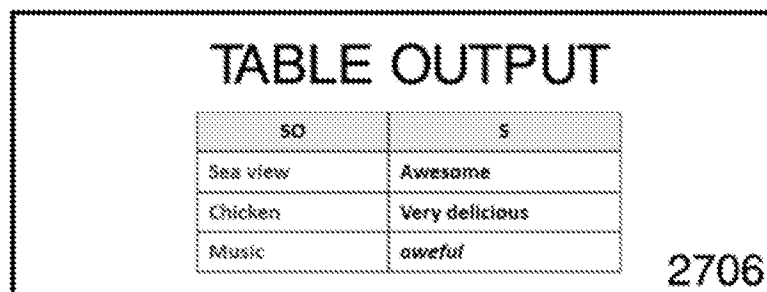 TABLE OUTPUT
SO S
Sea view Awesome
Chicken Very delicious
Music aweful
2706